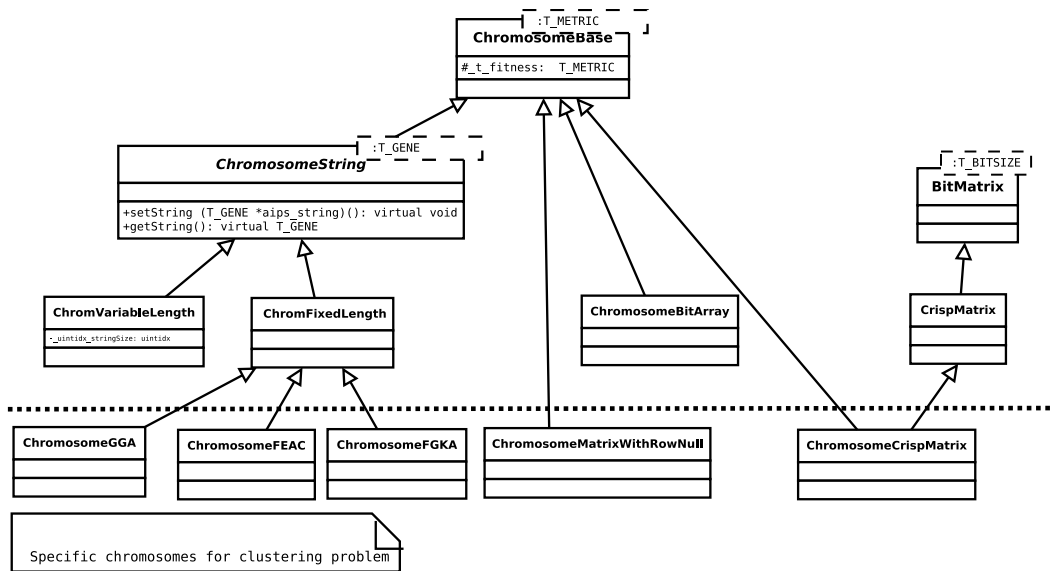 :T_METRIC
ChromosomeBase
#_t_fitness: T_METRIC
:T_GENE
ChromosomeString
+setString (T_GENE *aips_string)(): virtual void
+getString(): virtual T_GENE
:T_BITSIZE
BitMatrix
ChromVariableLength
-_uintidx_stringSize: uintidx
ChromFixedLength
ChromosomeBitArray
CrispMatrix
ChromosomeGGA
ChromosomeFEAC
ChromosomeFGKA
ChromosomeMatrixWithRowNull
ChromosomeCrispMatrix
Specific chromosomes for clustering problem